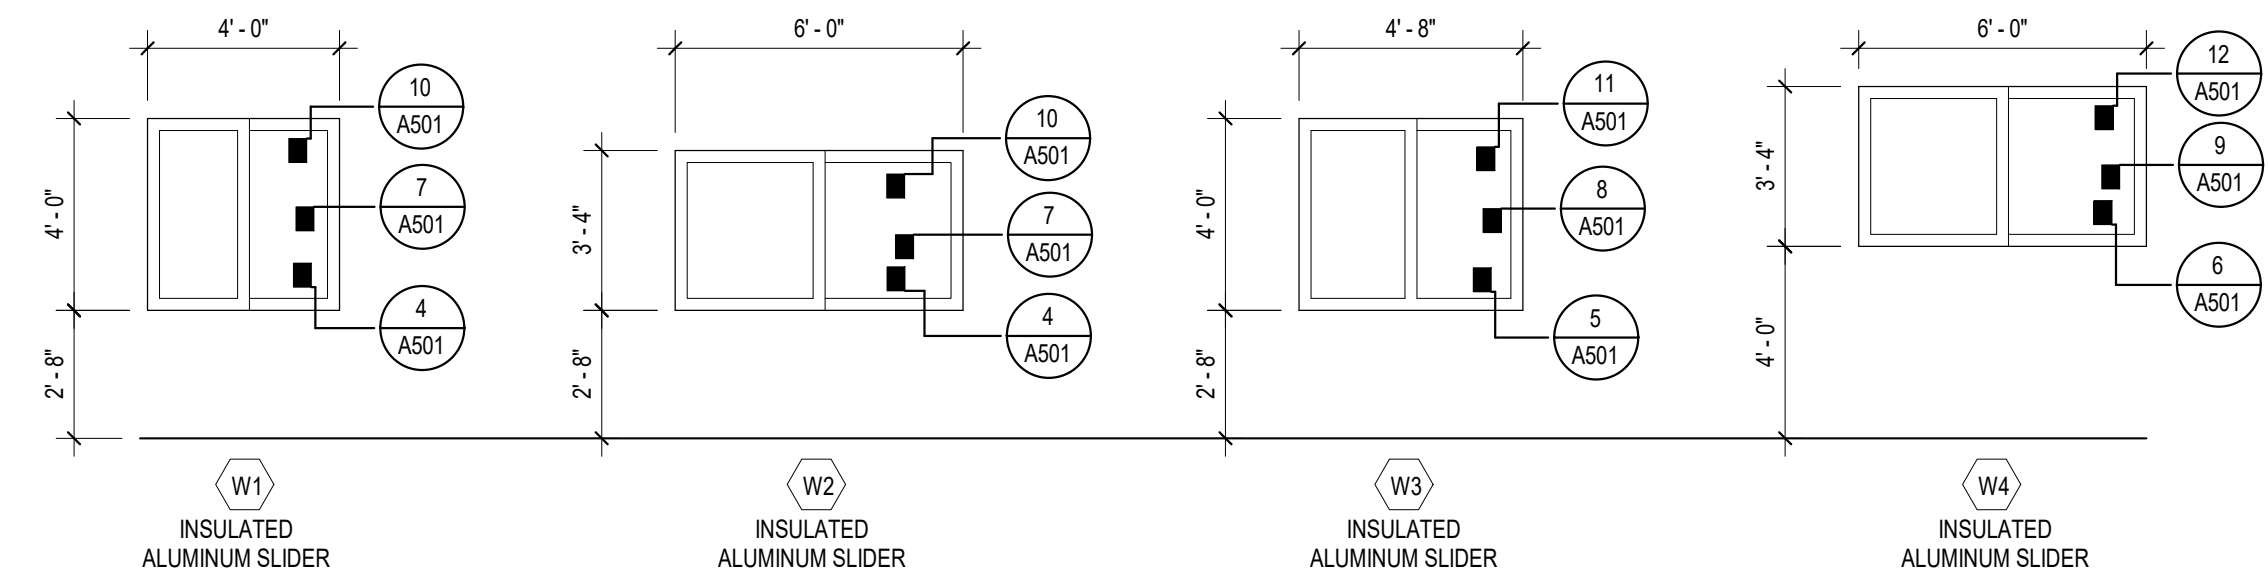 4' - 0"
4' - 0"
2' - 8"
10
A501
7
A501
4
A501
W1
INSULATED
ALUMINUM SLIDER
6' - 0"
3' - 4"
2' - 8"
10
A501
7
A501
4
A501
W2
INSULATED
ALUMINUM SLIDER
4' - 8"
4' - 0"
2' - 8"
11
A501
8
A501
5
A501
W3
INSULATED
ALUMINUM SLIDER
6' - 0"
3' - 4"
4' - 0"
12
A501
9
A501
6
A501
W4
INSULATED
ALUMINUM SLIDER